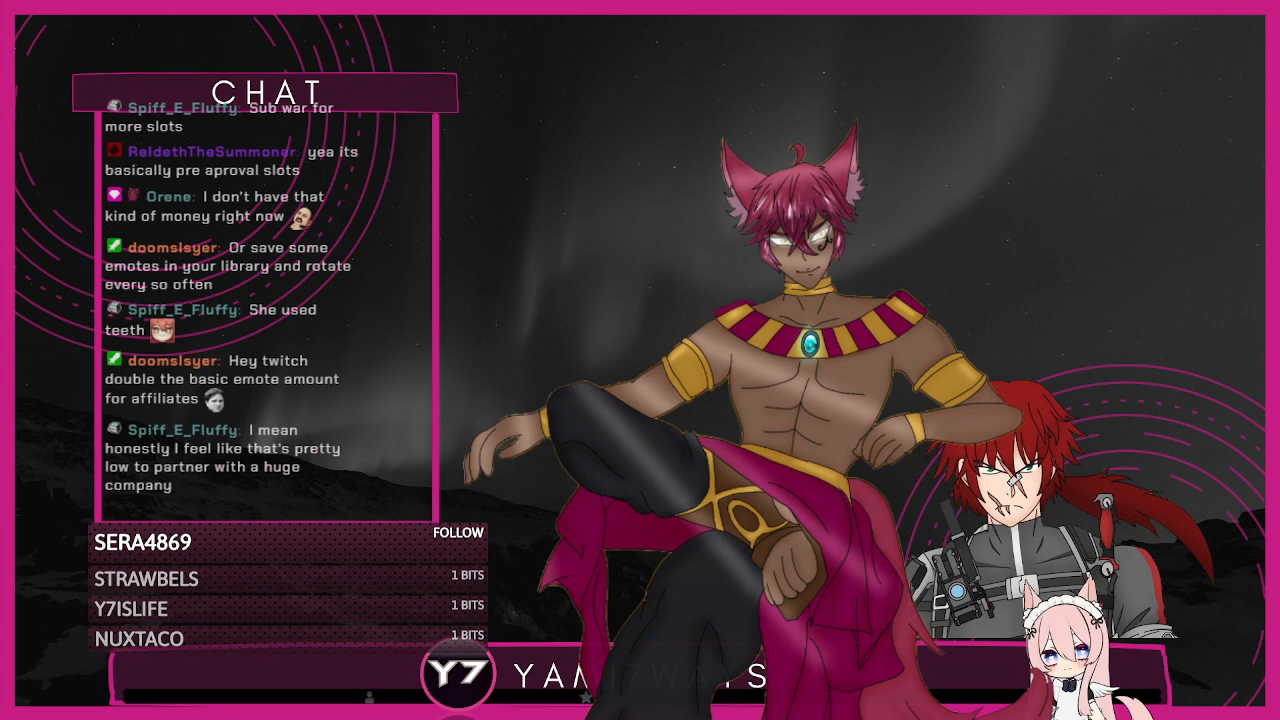 CHAT
Spiff_E_Fluffy: Sub war for
more slots
ReldethTheSummoner: yea its
basically pre aproval slots
Orene: I don't have that
kind of money right now
doomslsyer: Or save some
emotes in your library and rotate
every so often
Spiff_E_Fluffy: She used
teeth
doomslsyer: Hey twitch
double the basic emote amount
for affiliates
Spiff_E_Fluffy: I mean
honestly I feel like that's pretty
low to partner with a huge
company
SERA4869 FOLLOW
STRAWBELS 1 BITS
Y7ISLIFE 1 BITS
NUXTACO 1 BITS
Y7 YAMI7WAYS